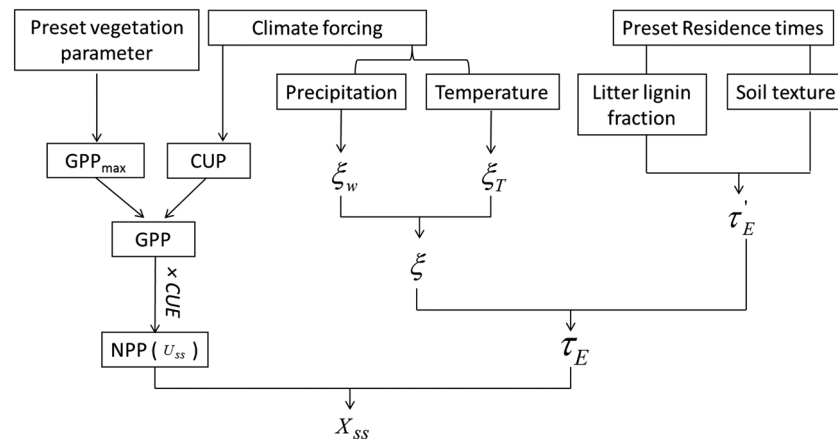 Preset vegetation
parameter
Climate forcing
Preset Residence times
Precipitation
Temperature
Litter lignin
fraction
Soil texture
GPPmax
CUP
ξw
ξT
τ'E
GPP
ξ
× CUE
NPP ( Uss )
τE
Xss